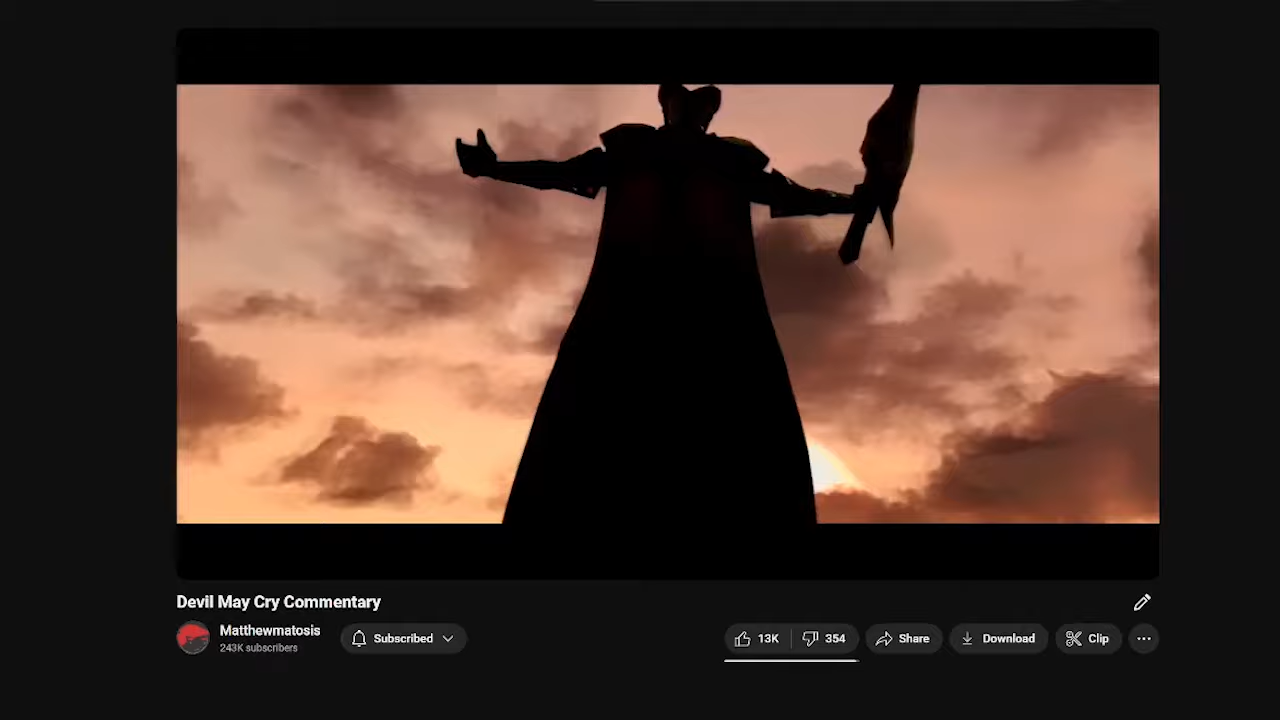 Devil May Cry Commentary
Matthewmatosis
243K subscribers
Subscribed
13K
354
Share
Download
Clip